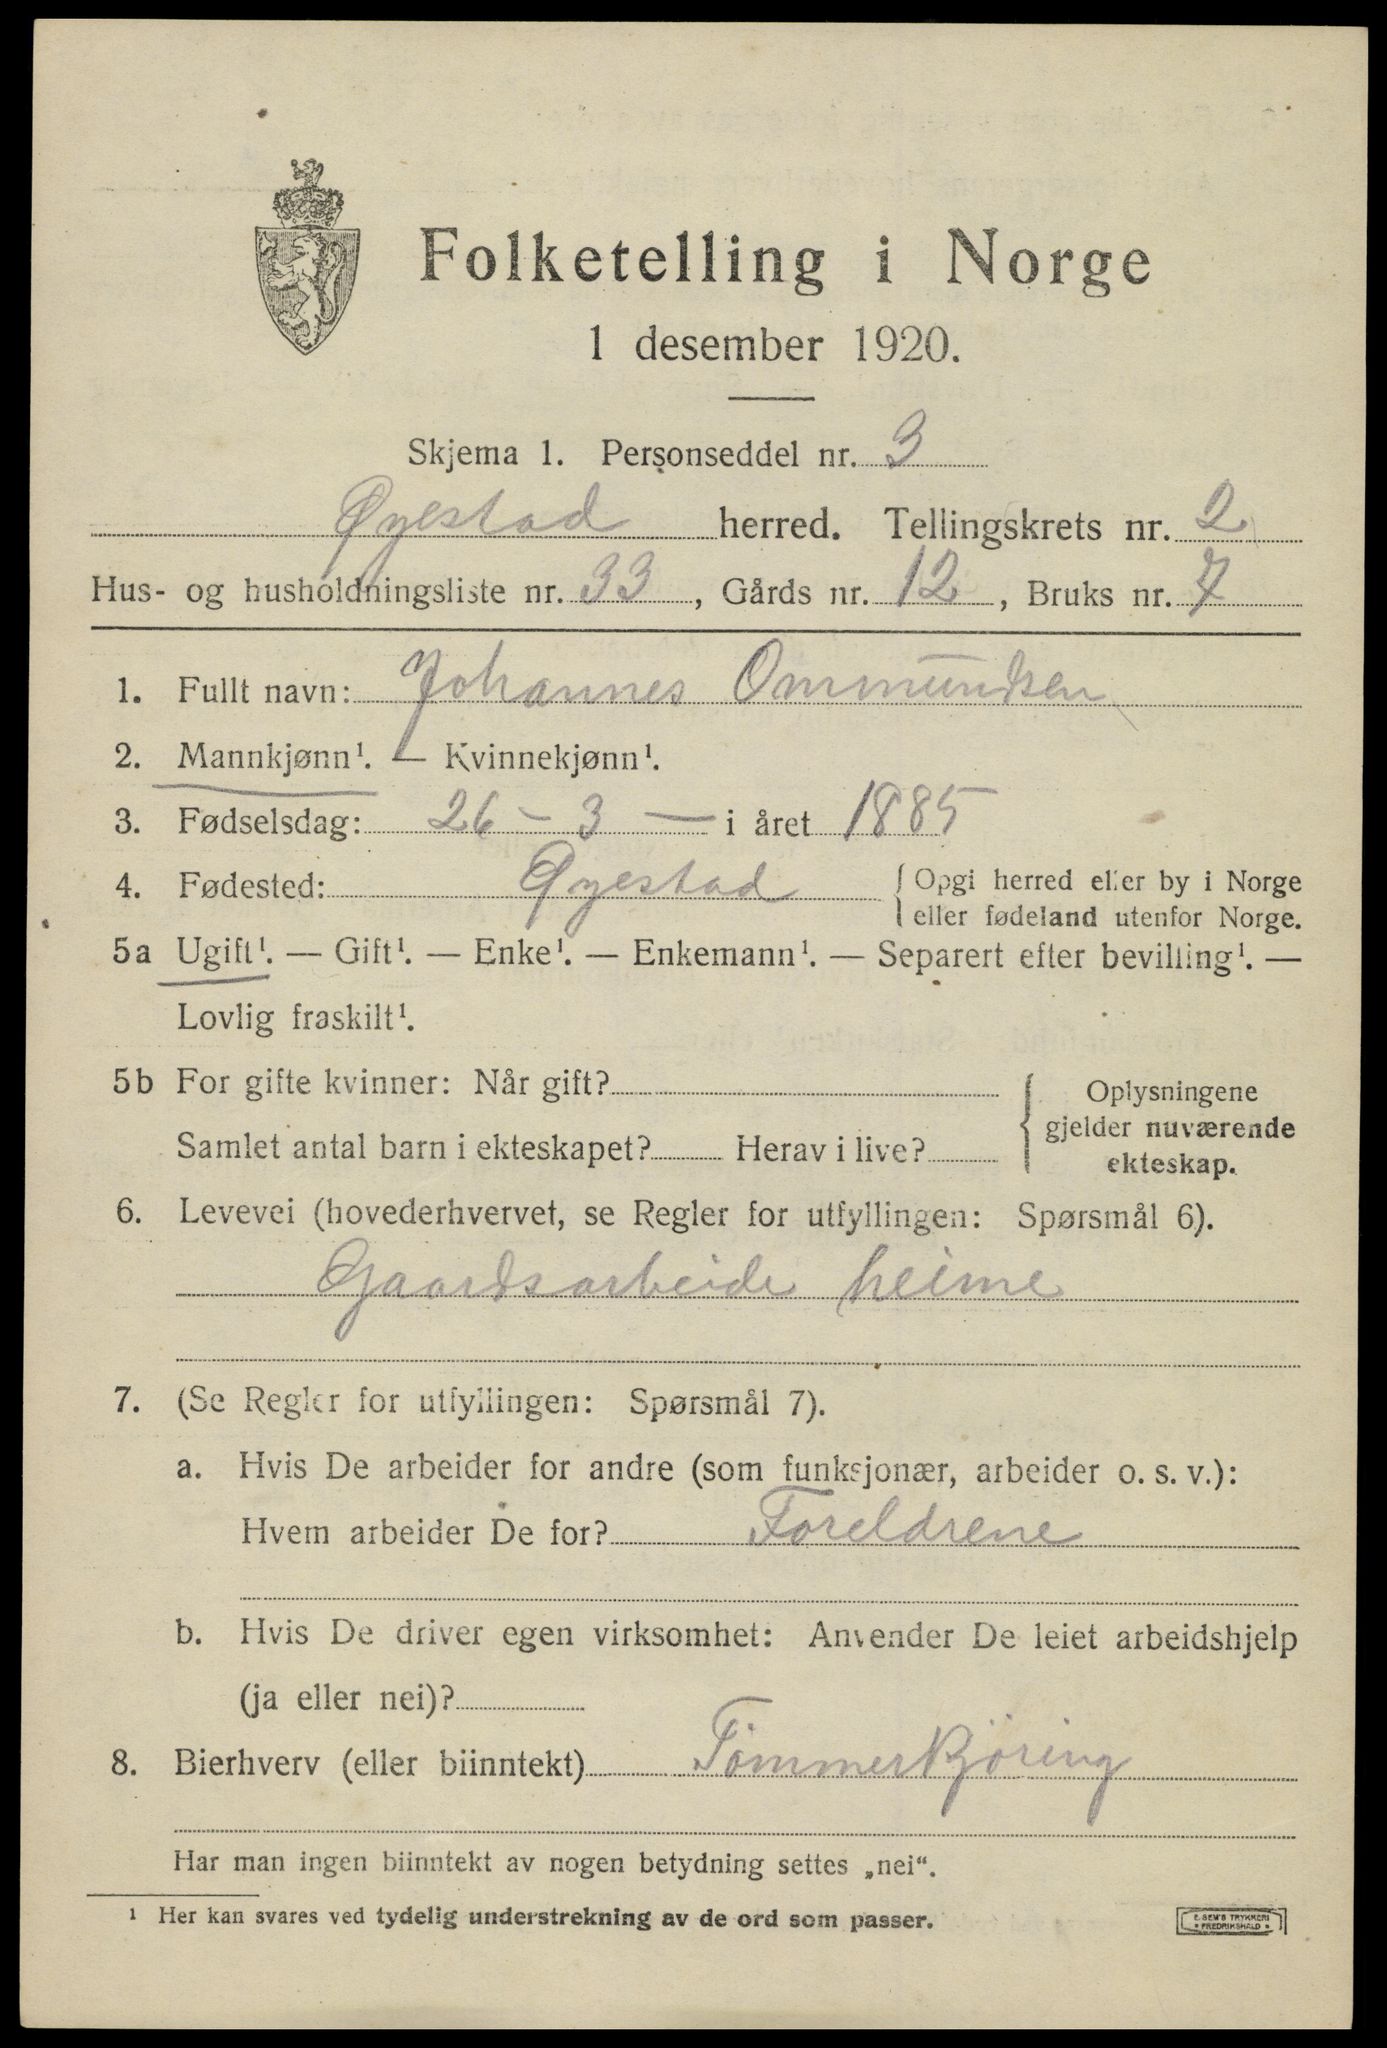 Folketelling i Norge
1 desember 1920.
Skjema 1. Personseddel nr. 3
Øyestad herred. Tellingskrets nr. 2
Hus- og husholdningsliste nr. 33, Gårds nr. 12, Bruks nr. 7
1. Fullt navn: Johannes Ommundsen
2. Mannkjønn¹. — Kvinnekjønn¹.
3. Fødselsdag: 26 - 3 — i året 1885
4. Fødested: Øyestad { Opgi herred eller by i Norge
eller fødeland utenfor Norge.
5a Ugift¹. — Gift¹. — Enke¹. — Enkemann¹. — Separert efter bevilling¹. —
Lovlig fraskilt¹.
5b For gifte kvinner: Når gift?
Samlet antal barn i ekteskapet? Herav i live?
Oplysningene
gjelder nuværende
ekteskap.
6. Levevei (hovederhvervet, se Regler for utfyllingen: Spørsmål 6).
Gaardsarbeide heime
7. (Se Regler for utfyllingen: Spørsmål 7).
a. Hvis De arbeider for andre (som funksjonær, arbeider o. s. v.):
Hvem arbeider De for? Foreldrene
b. Hvis De driver egen virksomhet: Anvender De leiet arbeidshjelp
(ja eller nei)?
8. Bierhverv (eller biinntekt) Tömmerkjöring
Har man ingen biinntekt av nogen betydning settes „nei“.
¹ Her kan svares ved tydelig understrekning av de ord som passer.
E. SEM'S TRYKKERI
FREDRIKSHALD